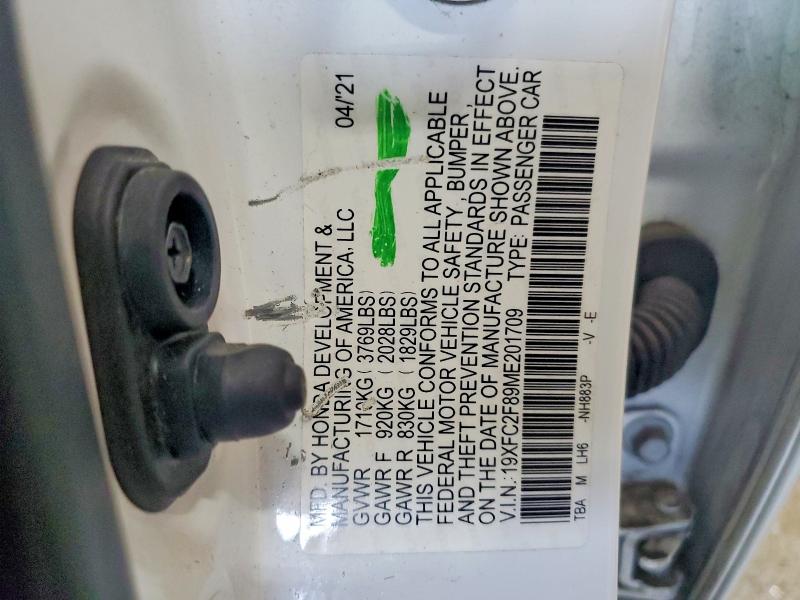 MFD. BY HONDA DEVELOPMENT &
MANUFACTURING OF AMERICA, LLC 04/'21
GVWR 1710KG ( 3769LBS)
GAWR F 920KG ( 2028LBS)
GAWR R 830KG ( 1829LBS)
THIS VEHICLE CONFORMS TO ALL APPLICABLE
FEDERAL MOTOR VEHICLE SAFETY, BUMPER,
AND THEFT PREVENTION STANDARDS IN EFFECT
ON THE DATE OF MANUFACTURE SHOWN ABOVE.
V.I.N.: 19XFC2F89ME201709 TYPE: PASSENGER CAR
TBA M LH6 -NH883P -V -E